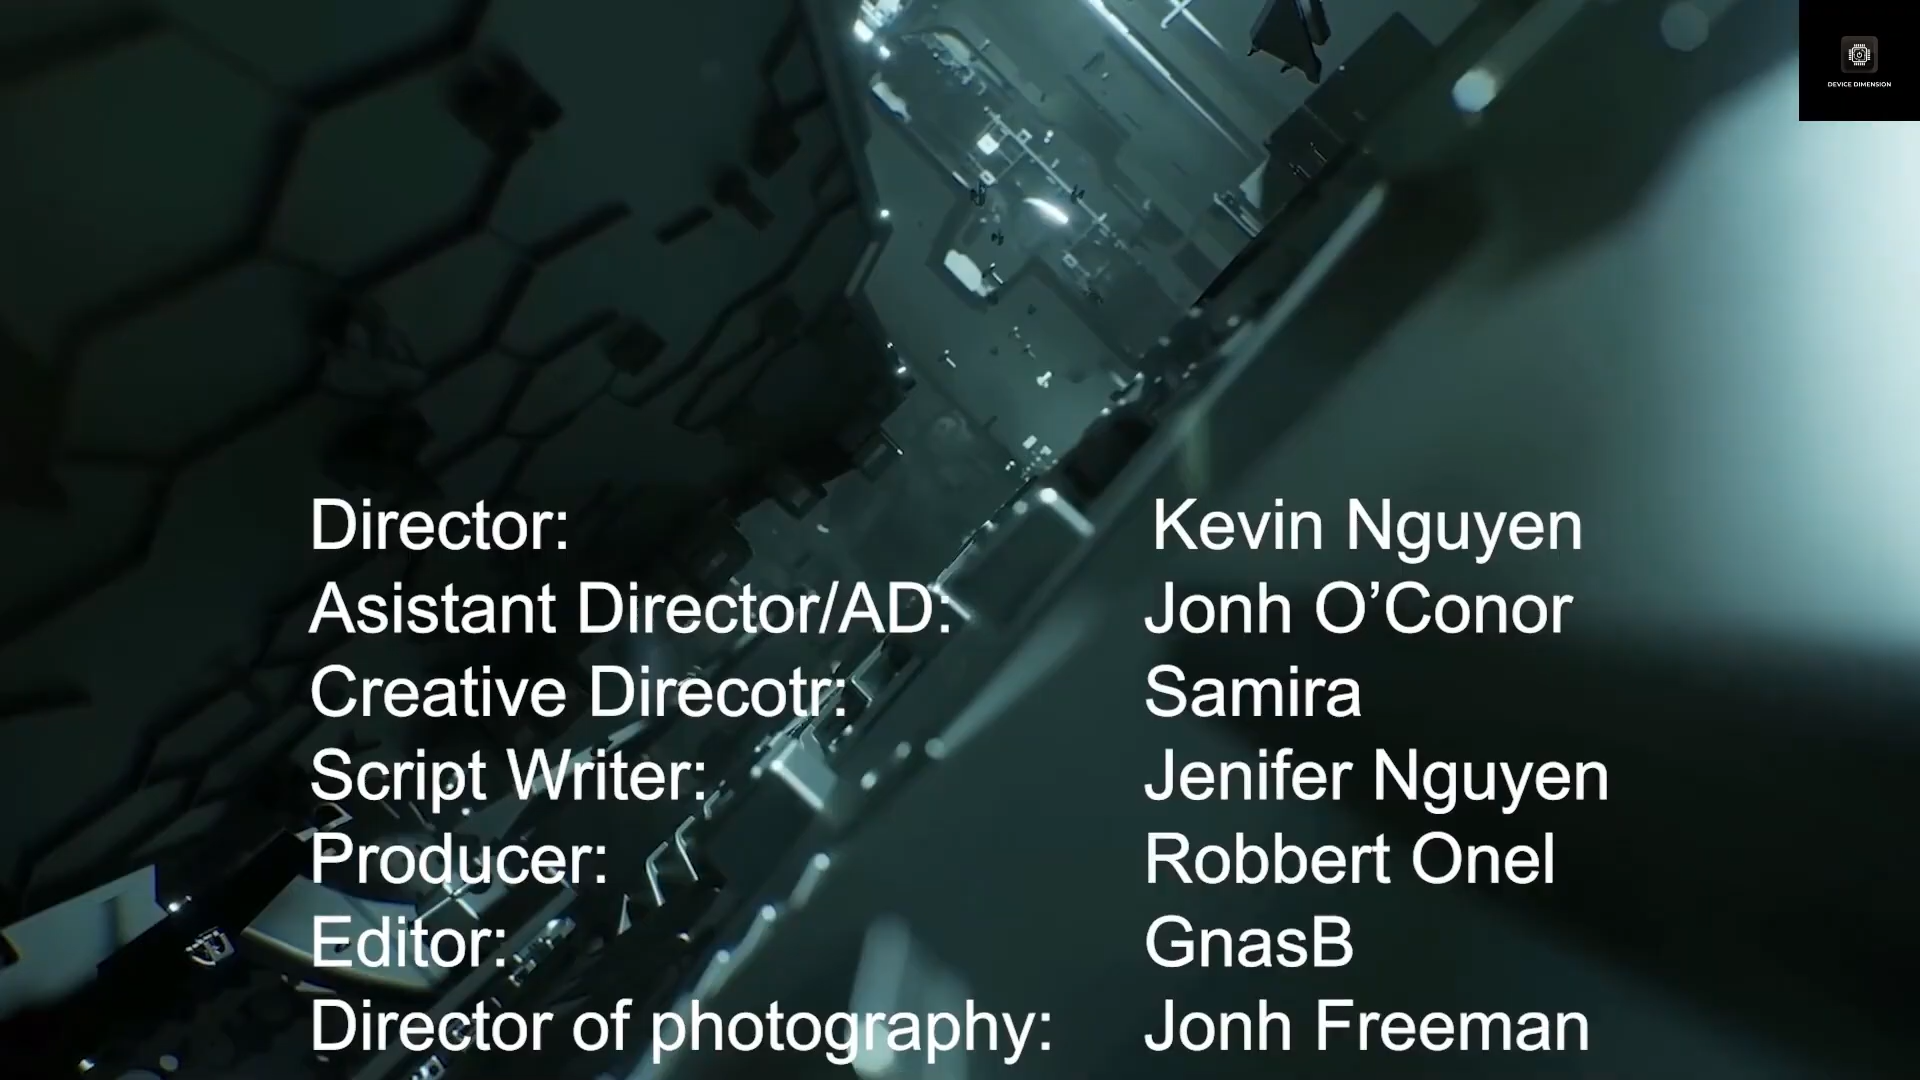 DEVICE DIMENSION
Director: Kevin Nguyen
Asistant Director/AD: Jonh O’Conor
Creative Direcotr: Samira
Script Writer: Jenifer Nguyen
Producer: Robbert Onel
Editor: GnasB
Director of photography: Jonh Freeman